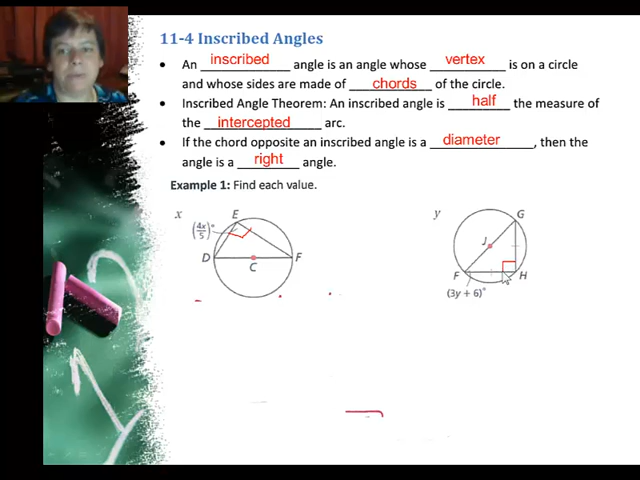 11-4 Inscribed Angles
• An inscribed angle is an angle whose vertex is on a circle
and whose sides are made of chords of the circle.
• Inscribed Angle Theorem: An inscribed angle is half the measure of
the intercepted arc.
• If the chord opposite an inscribed angle is a diameter, then the
angle is a right angle.
Example 1: Find each value.
x
E
(4x/5)°
D
F
C
y
G
J
F
H
(3y + 6)°